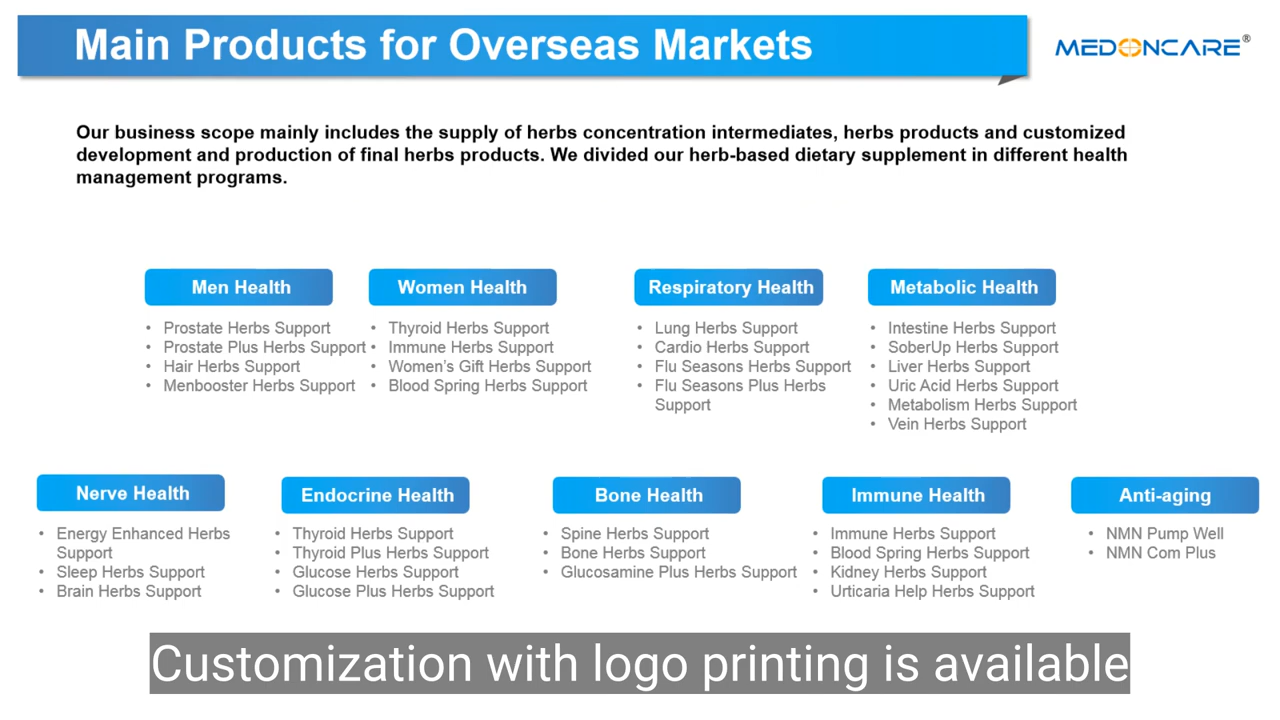 Main Products for Overseas Markets
MEDONCARE®
Our business scope mainly includes the supply of herbs concentration intermediates, herbs products and customized
development and production of final herbs products. We divided our herb-based dietary supplement in different health
management programs.
Men Health
• Prostate Herbs Support
• Prostate Plus Herbs Support
• Hair Herbs Support
• Menbooster Herbs Support
Women Health
• Thyroid Herbs Support
• Immune Herbs Support
• Women’s Gift Herbs Support
• Blood Spring Herbs Support
Respiratory Health
• Lung Herbs Support
• Cardio Herbs Support
• Flu Seasons Herbs Support
• Flu Seasons Plus Herbs
Support
Metabolic Health
• Intestine Herbs Support
• SoberUp Herbs Support
• Liver Herbs Support
• Uric Acid Herbs Support
• Metabolism Herbs Support
• Vein Herbs Support
Nerve Health
• Energy Enhanced Herbs
Support
• Sleep Herbs Support
• Brain Herbs Support
Endocrine Health
• Thyroid Herbs Support
• Thyroid Plus Herbs Support
• Glucose Herbs Support
• Glucose Plus Herbs Support
Bone Health
• Spine Herbs Support
• Bone Herbs Support
• Glucosamine Plus Herbs Support
Immune Health
• Immune Herbs Support
• Blood Spring Herbs Support
• Kidney Herbs Support
• Urticaria Help Herbs Support
Anti-aging
• NMN Pump Well
• NMN Com Plus
Customization with logo printing is available